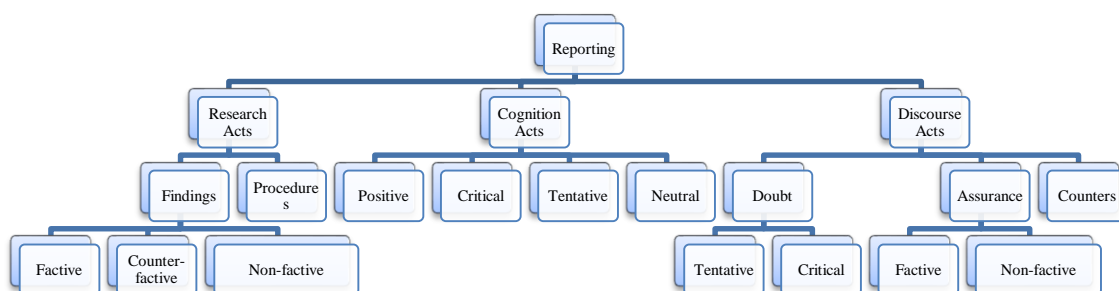 Reporting
Research
Acts
Cognition
Acts
Discourse
Acts
Findings
Procedure
s
Positive
Critical
Tentative
Neutral
Doubt
Assurance
Counters
Factive
Counter-
factive
Non-factive
Tentative
Critical
Factive
Non-factive